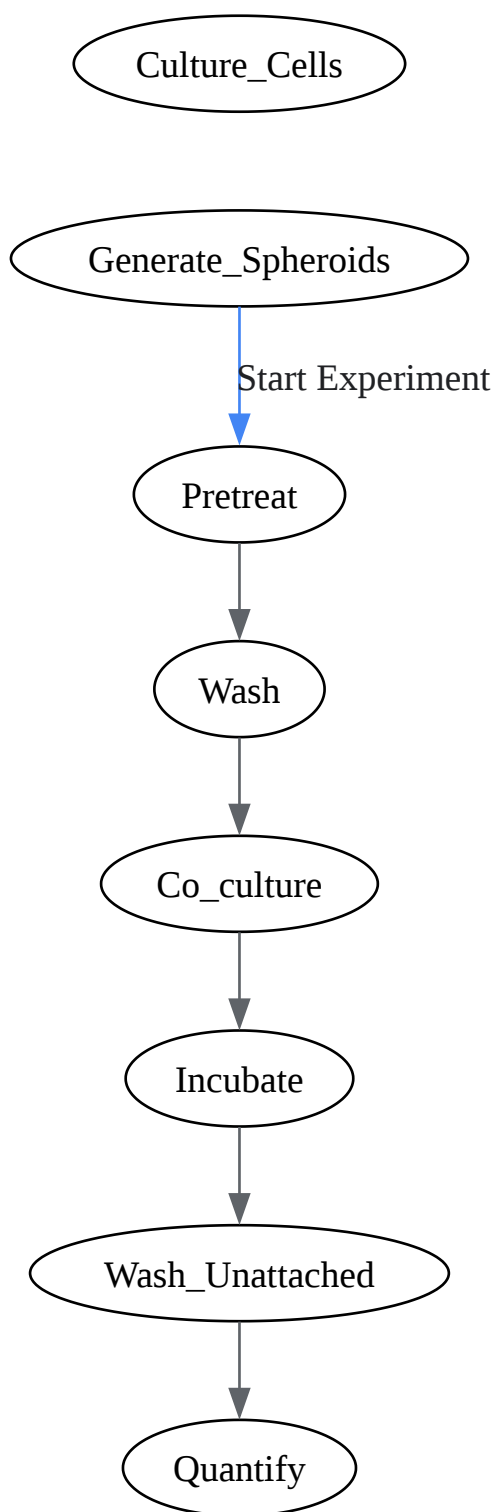 Culture_Cells
Generate_Spheroids
Start Experiment
Pretreat
Wash
Co_culture
Incubate
Wash_Unattached
Quantify